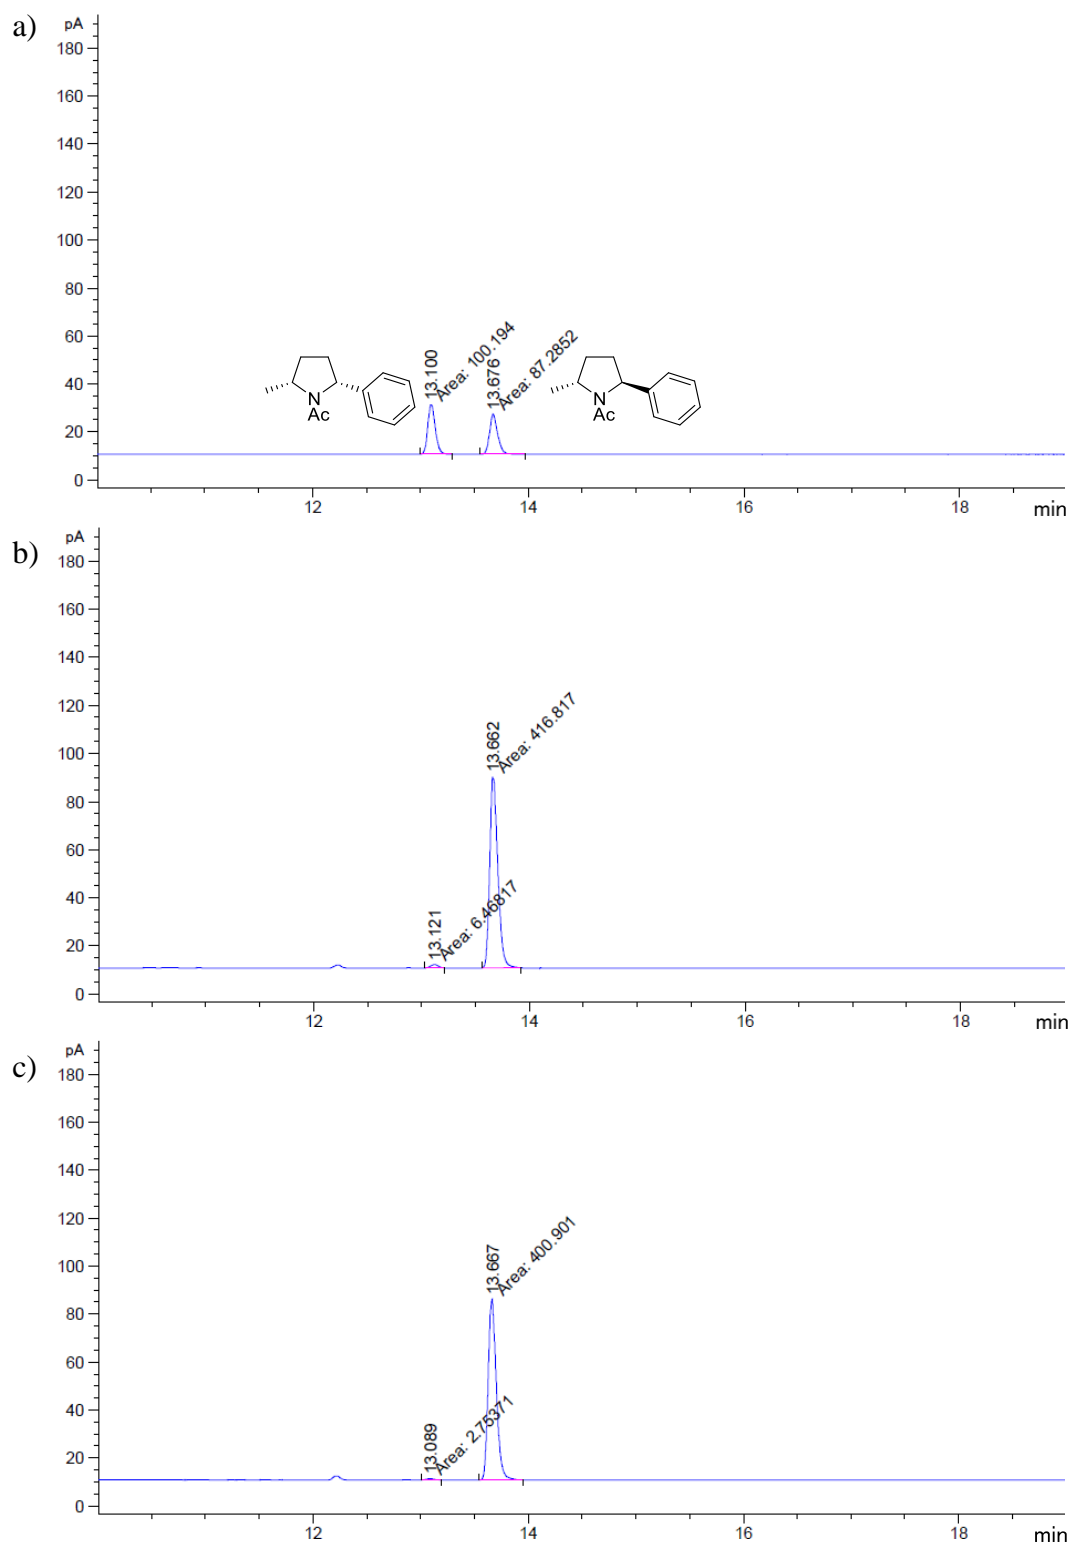 a)
pA
180
160
140
120
100
80
60
40
20
0
13.100
Area: 100.194
13.676
Area: 87.2852
N
Ac
N
Ac
12
14
16
18
min
b)
pA
180
160
140
120
100
80
60
40
20
0
13.121
Area: 6.46817
13.662
Area: 416.817
12
14
16
18
min
c)
pA
180
160
140
120
100
80
60
40
20
0
13.089
Area: 2.75371
13.667
Area: 400.901
12
14
16
18
min